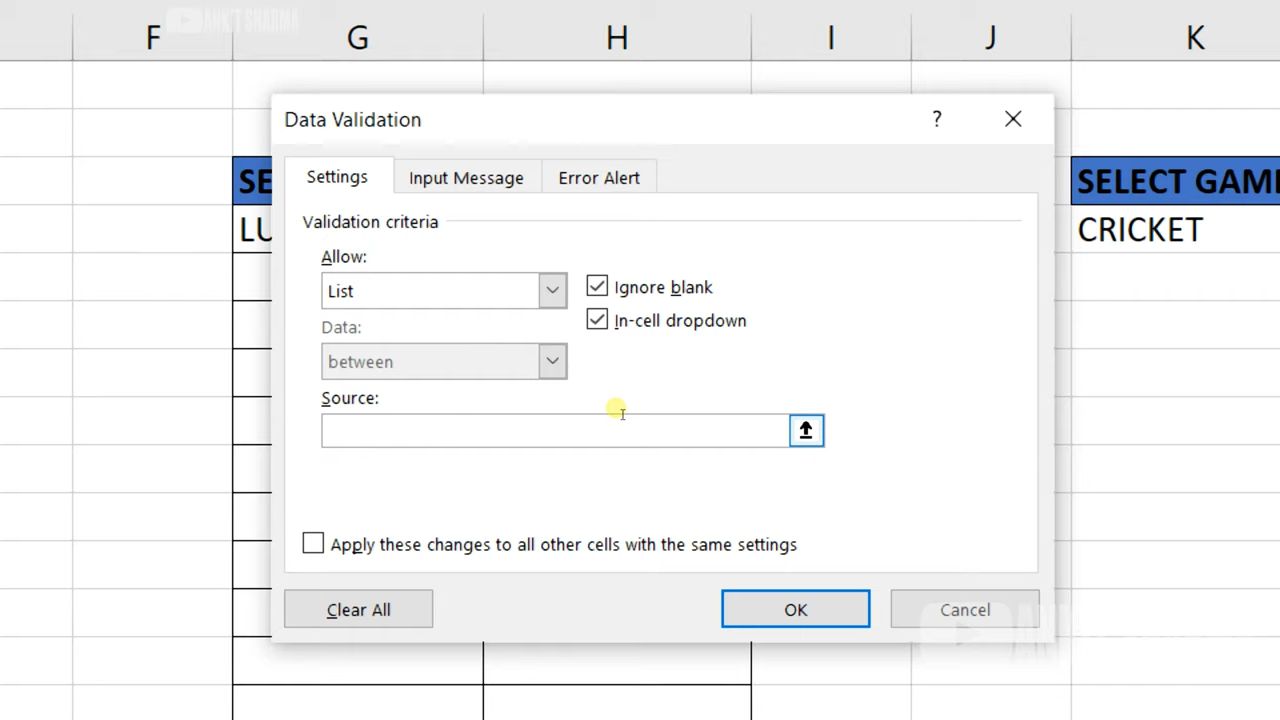 ANKIT SHARMA
F G H I J K
Data Validation ?
Settings Input Message Error Alert
SE
SELECT GAME
LU
CRICKET
Validation criteria
Allow:
List
Ignore blank
Data:
In-cell dropdown
between
Source:
Apply these changes to all other cells with the same settings
Clear All OK Cancel